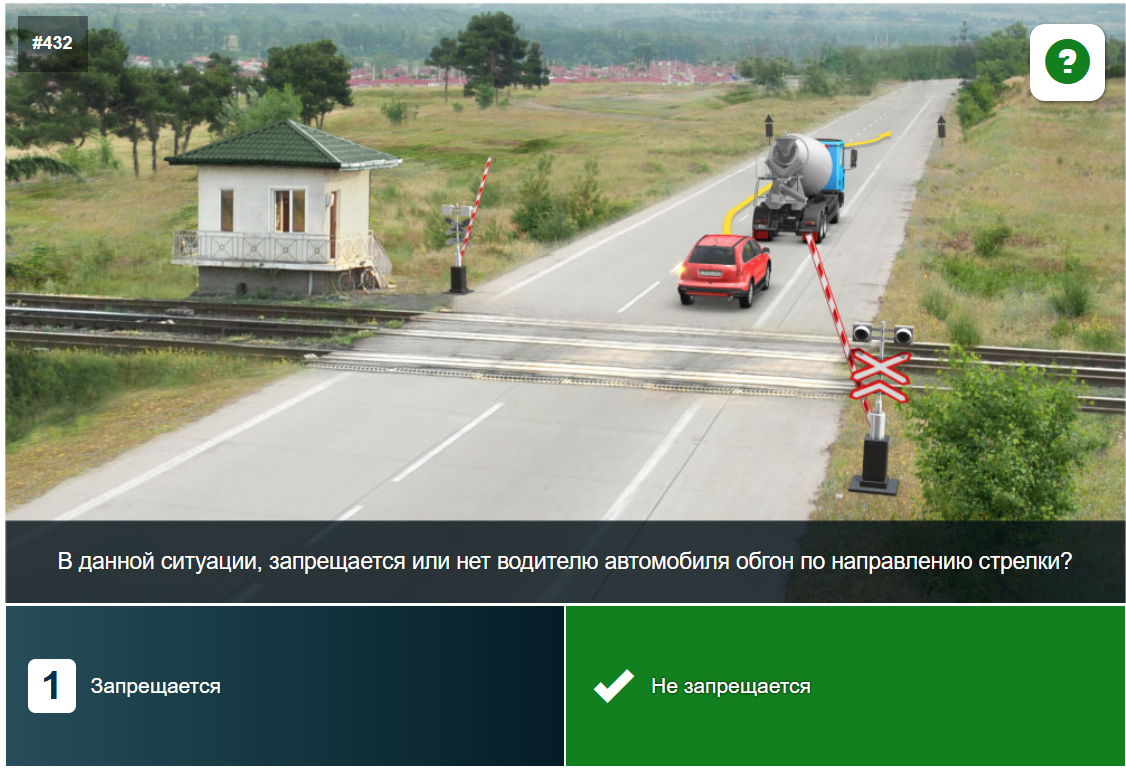 #432
?
В данной ситуации, запрещается или нет водителю автомобиля обгон по направлению стрелки?
1 Запрещается
Не запрещается